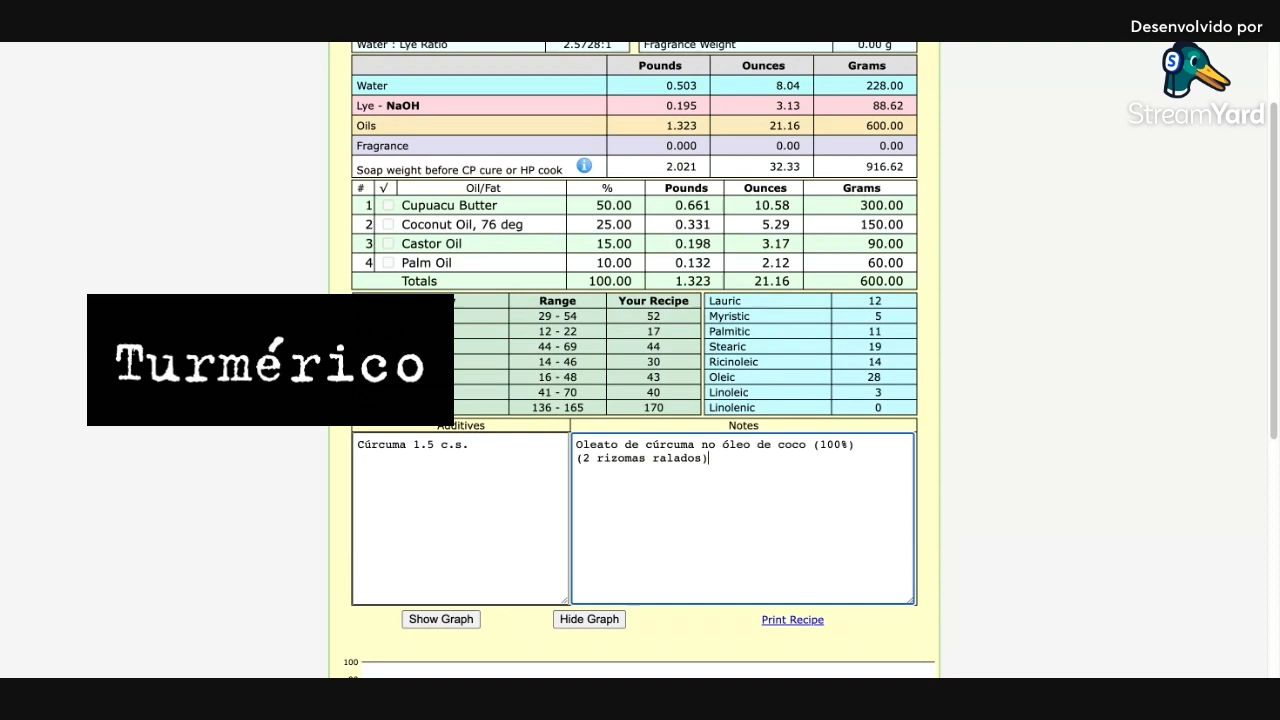 Desenvolvido por
StreamYard
Water : Lye Ratio 2.5728:1 Fragrance Weight 0.00 g
Pounds Ounces Grams
Water 0.503 8.04 228.00
Lye - NaOH 0.195 3.13 88.62
Oils 1.323 21.16 600.00
Fragrance 0.000 0.00 0.00
Soap weight before CP cure or HP cook 2.021 32.33 916.62
# √ Oil/Fat % Pounds Ounces Grams
1 Cupuacu Butter 50.00 0.661 10.58 300.00
2 Coconut Oil, 76 deg 25.00 0.331 5.29 150.00
3 Castor Oil 15.00 0.198 3.17 90.00
4 Palm Oil 10.00 0.132 2.12 60.00
Totals 100.00 1.323 21.16 600.00
Range Your Recipe Lauric 12
29 - 54 52 Myristic 5
12 - 22 17 Palmitic 11
44 - 69 44 Stearic 19
14 - 46 30 Ricinoleic 14
16 - 48 43 Oleic 28
41 - 70 40 Linoleic 3
136 - 165 170 Linolenic 0
Turmérico
Additives Notes
Cúrcuma 1.5 c.s. Oleato de cúrcuma no óleo de coco (100%)
(2 rizomas ralados)
Show Graph Hide Graph Print Recipe
100